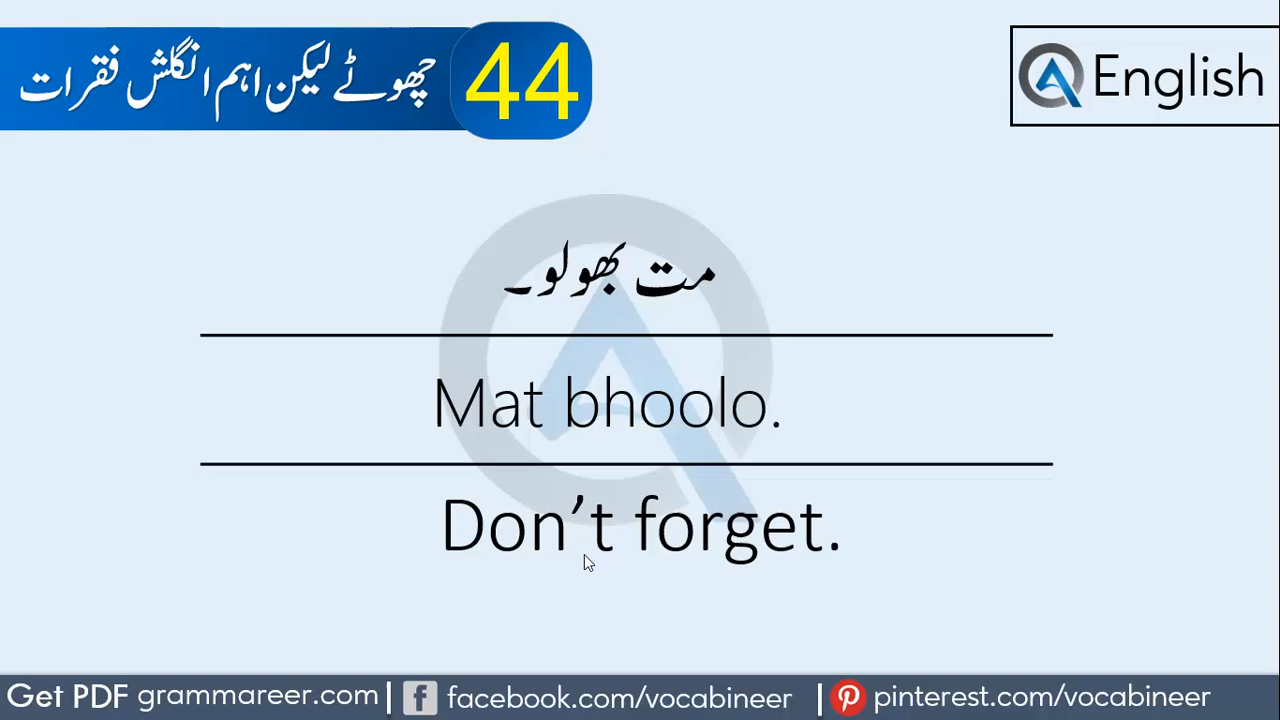 44 چھوٹے لیکن اہم انگلش فقرات
English
مت بھولو۔
Mat bhoolo.
Don’t forget.
Get PDF grammareer.com | facebook.com/vocabineer | pinterest.com/vocabineer